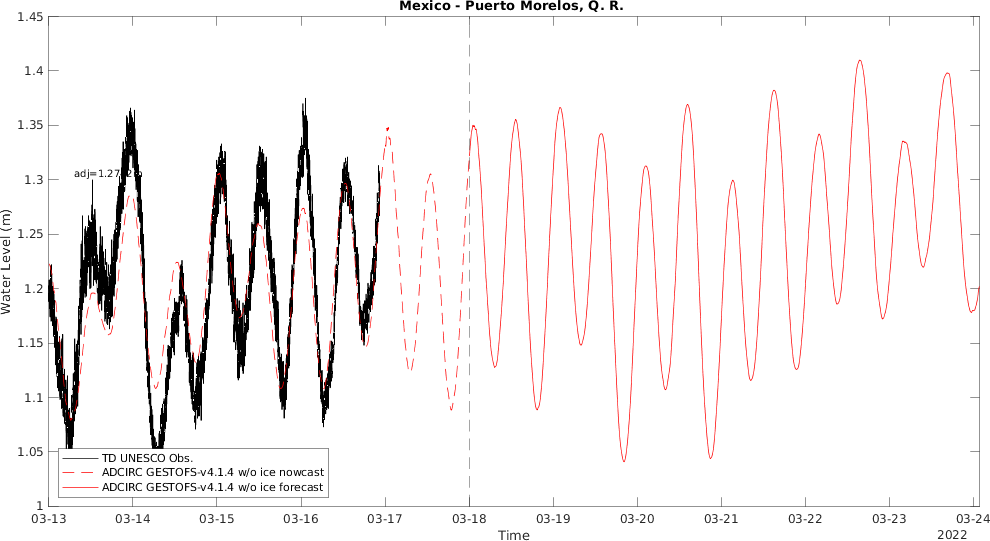 Mexico - Puerto Morelos, Q. R.
Water Level (m)
1.45
1.4
1.35
1.3
1.25
1.2
1.15
1.1
1.05
1
TD UNESCO Obs.
ADCIRC GESTOFS-v4.1.4 w/o ice nowcast
ADCIRC GESTOFS-v4.1.4 w/o ice forecast
03-13 03-14 03-15 03-16 03-17 03-18 03-19 03-20 03-21 03-22 03-23 03-24
Time
2022